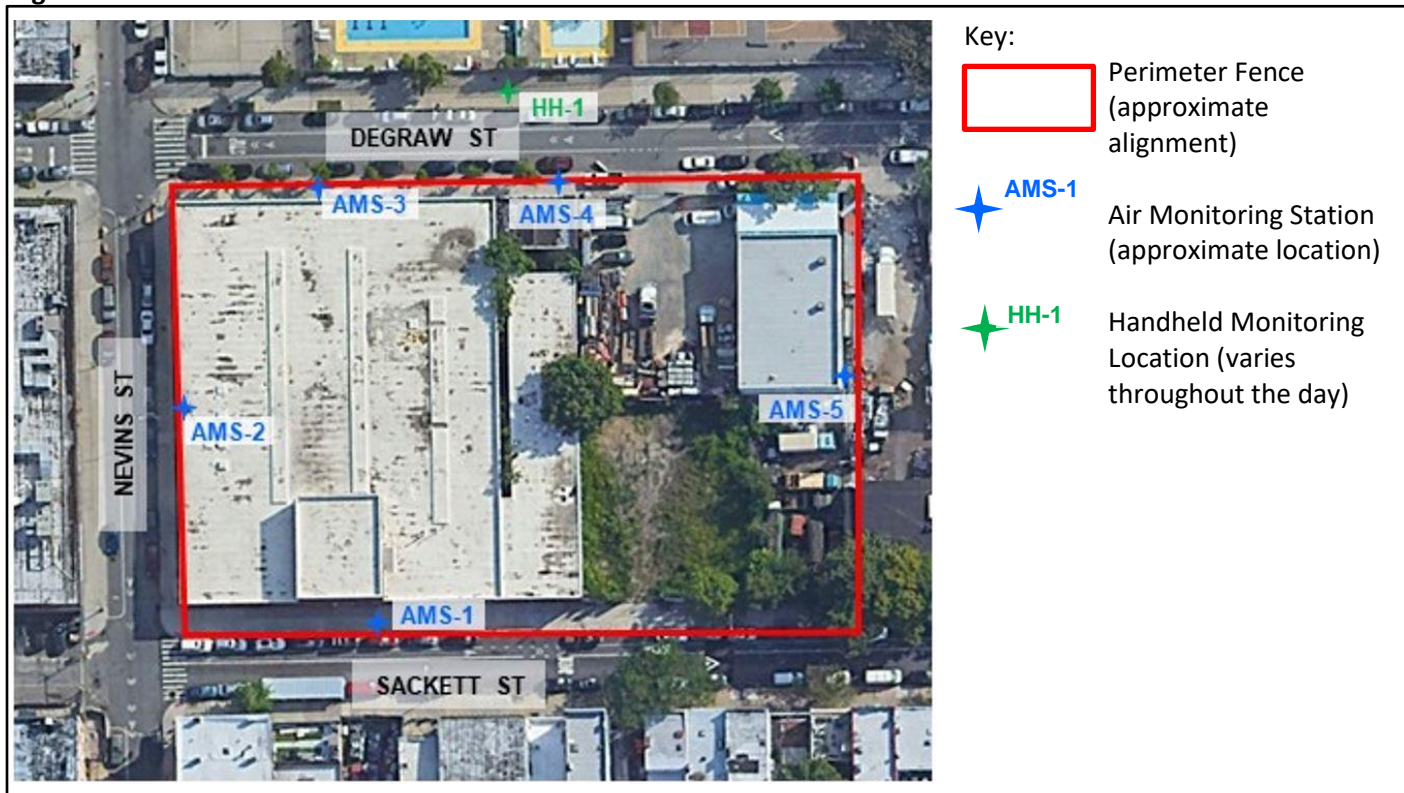 HH-1
DEGRAW ST
AMS-3
AMS-4
NEVINS ST
AMS-2
AMS-5
AMS-1
SACKETT ST
Key:
Perimeter Fence
(approximate
alignment)
AMS-1
Air Monitoring Station
(approximate location)
HH-1
Handheld Monitoring
Location (varies
throughout the day)